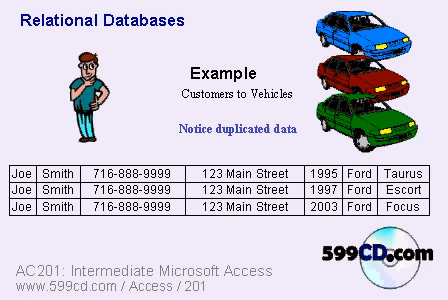 Relational Databases
Example
Customers to Vehicles
Notice duplicated data
Joe Smith 716-888-9999 123 Main Street 1995 Ford Taurus
Joe Smith 716-888-9999 123 Main Street 1997 Ford Escort
Joe Smith 716-888-9999 123 Main Street 2003 Ford Focus
599CD.com
AC201: Intermediate Microsoft Access
www.599cd.com / Access / 201